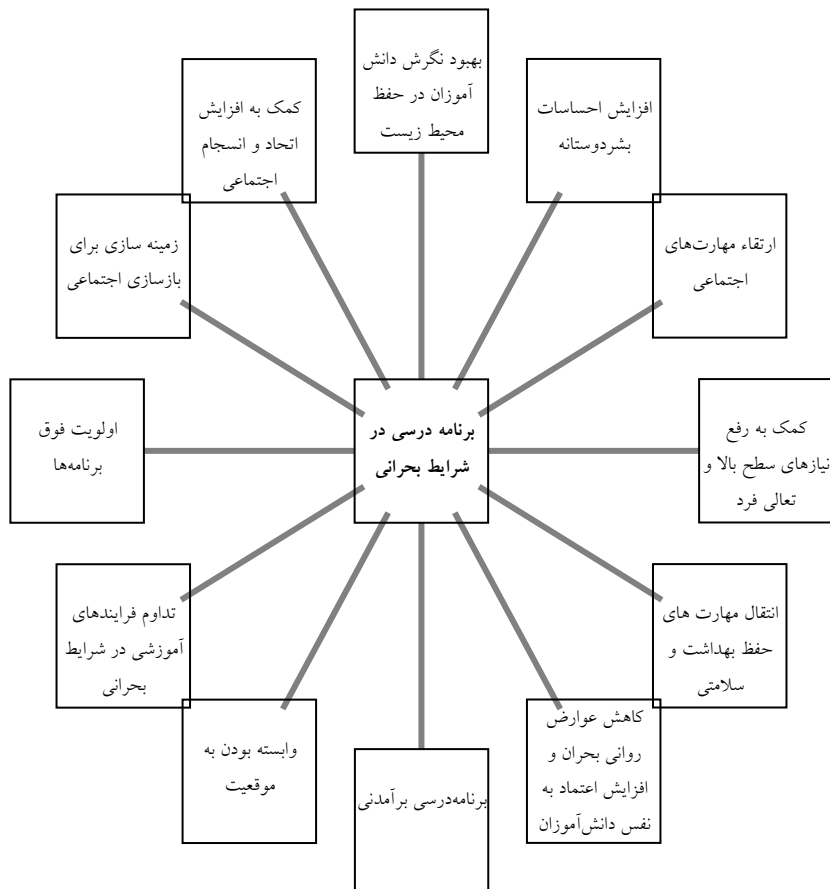 بهبود نگرش دانش
آموزان در حفظ
محیط زیست
افزایش احساسات
بشردوستانه
ارتقاء مهارت‌های
اجتماعی
کمک به رفع
نیازهای سطح بالا و
تعالی فرد
انتقال مهارت های
حفظ بهداشت و
سلامتی
کاهش عوارض
روانی بحران و
افزایش اعتماد به
نفس دانش‌آموزان
برنامه‌درسی برآمدنی
وابسته بودن به
موقعیت
تداوم فرایندهای
آموزشی در شرایط
بحرانی
اولویت فوق
برنامه‌ها
زمینه سازی برای
بازسازی اجتماعی
کمک به افزایش
اتحاد و انسجام
اجتماعی
برنامه درسی در
شرایط بحرانی